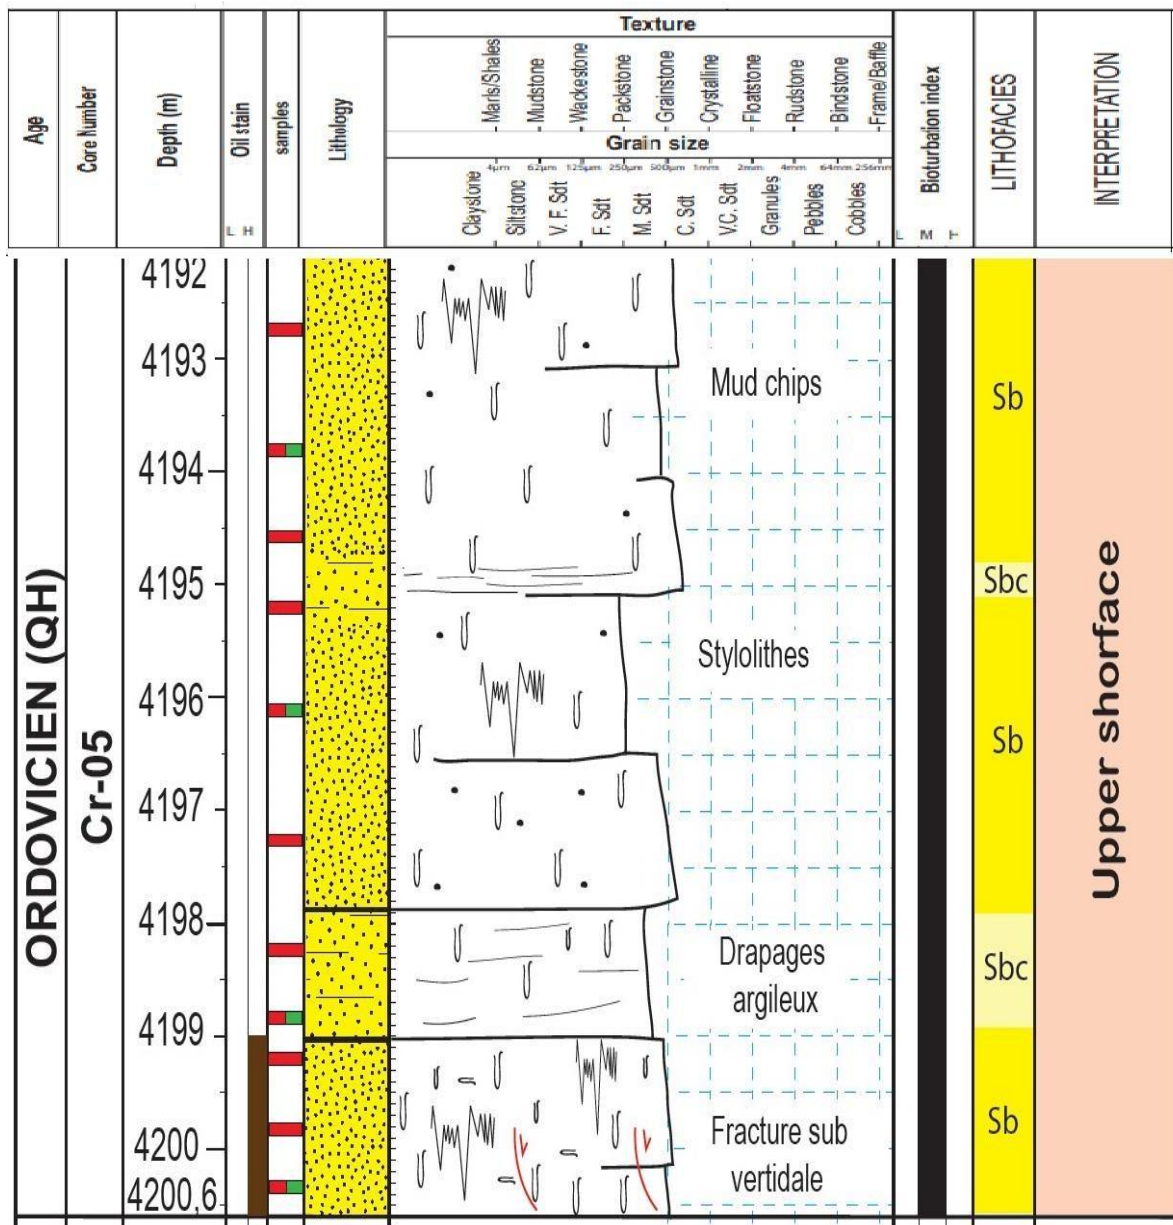 Texture
Age
Core Number
Depth (m)
Oil stain
L H
samples
Lithology
Marls/Shales
Mudstone
Wackestone
Packstone
Grainstone
Crystalline
Floatstone
Rudstone
Bindstone
Frame/Baffle
Grain size
4µm 62µm 125µm 250µm 500µm 1mm 2mm 4mm 64mm 256mm
Claystone
Siltstone
V. F. Sdt
F. Sdt
M. Sdt
C. Sdt
V.C. Sdt
Granules
Pebbles
Cobbles
Bioturbation index
L M
LITHOFACIES
INTERPRETATION
ORDOVICIEN (QH)
Cr-05
4192
4193
Mud chips
Sb
4194
4195
Sbc
Stylolithes
4196
Sb
4197
4198
Drapages
argileux
Sbc
4199
Fracture sub
vertidale
Sb
4200
4200,6
Upper shorface